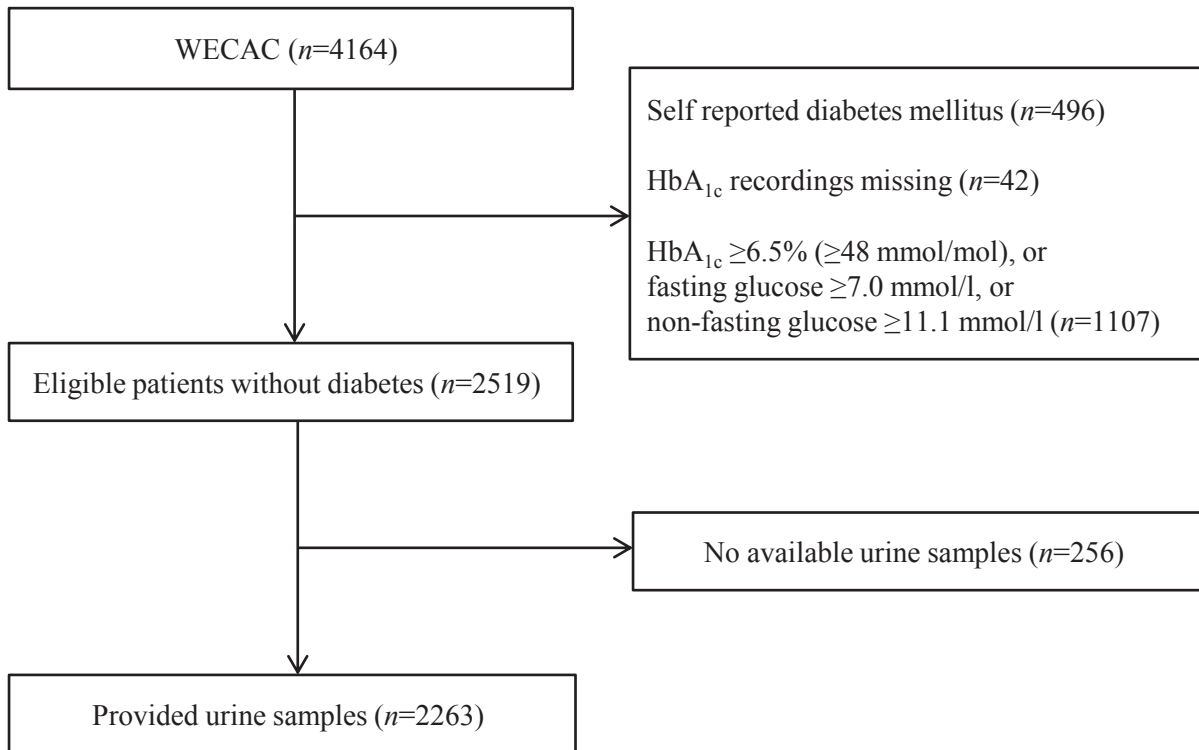 WECAC (n=4164)
Self reported diabetes mellitus (n=496)
HbA1c recordings missing (n=42)
HbA1c ≥6.5% (≥48 mmol/mol), or
fasting glucose ≥7.0 mmol/l, or
non-fasting glucose ≥11.1 mmol/l (n=1107)
Eligible patients without diabetes (n=2519)
No available urine samples (n=256)
Provided urine samples (n=2263)